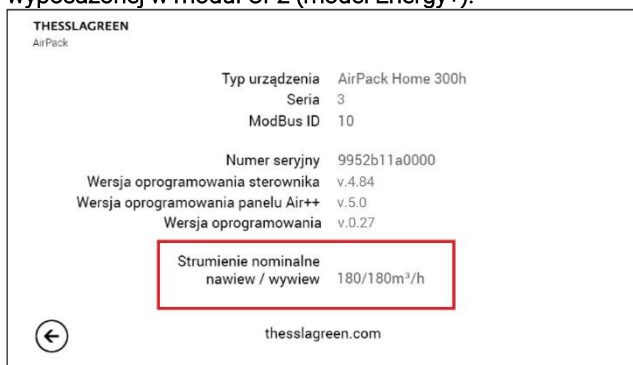 wyposażonej w moduł CF2 (model Energy+).
THESSLAGREEN
AirPack
Typ urządzenia AirPack Home 300h
Seria 3
ModBus ID 10
Numer seryjny 9952b11a0000
Wersja oprogramowania sterownika v.4.84
Wersja oprogramowania panelu Air++ v.5.0
Wersja oprogramowania v.0.27
Strumienie nominalne
nawiew / wywiew 180/180m³/h
thesslagreen.com